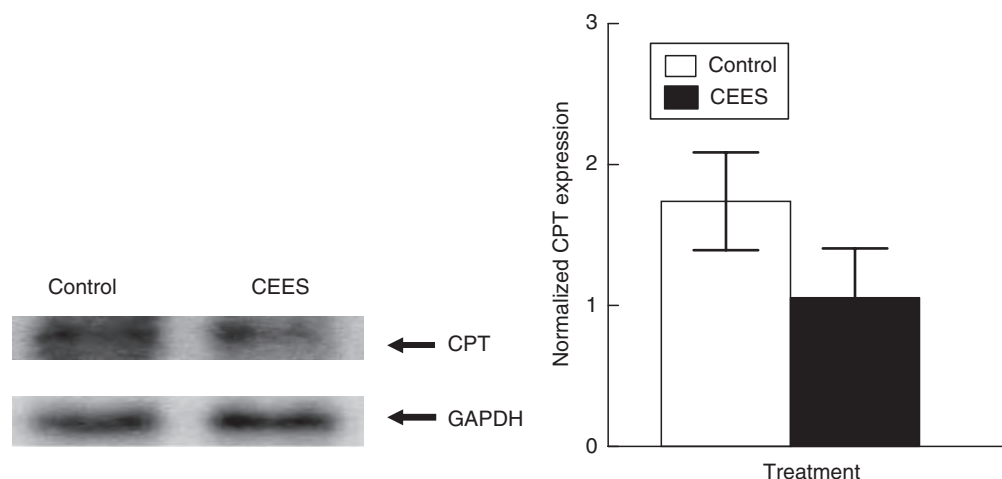 Control CEES
CPT
GAPDH
3
2
1
0
Normalized CPT expression
Control
CEES
Treatment